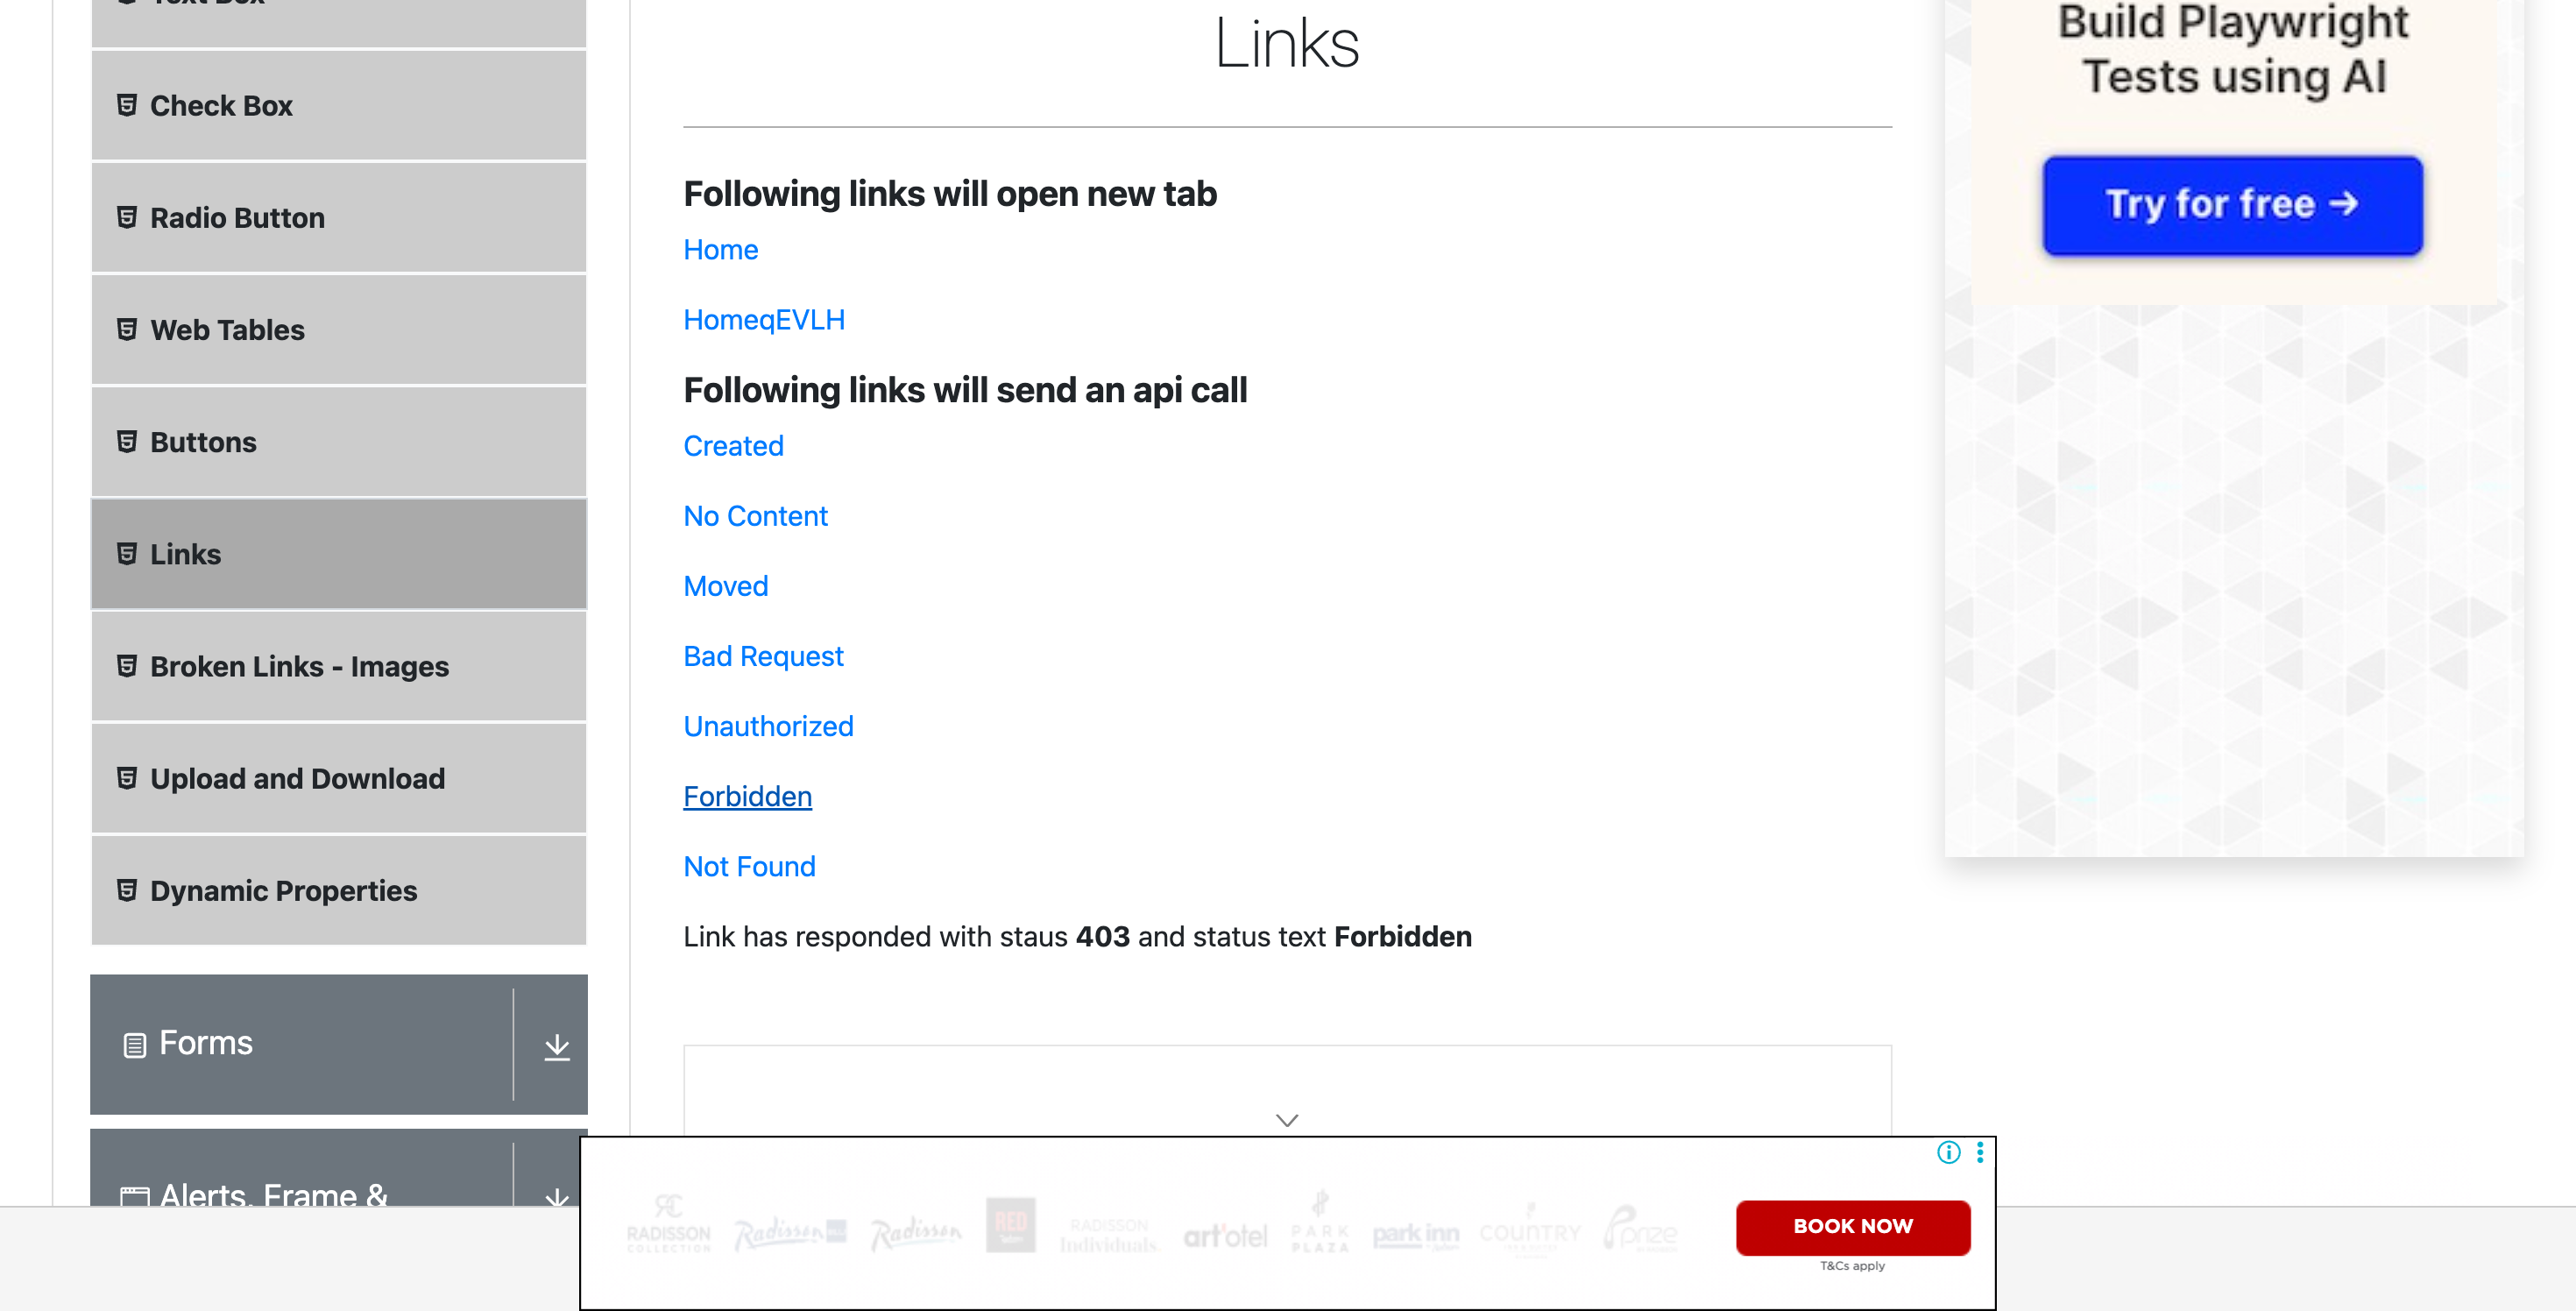 Check Box
Radio Button
Web Tables
Buttons
Links
Broken Links - Images
Upload and Download
Dynamic Properties
Forms
Alerts, Frame &
Links
Following links will open new tab
Home
HomeqEVLH
Following links will send an api call
Created
No Content
Moved
Bad Request
Unauthorized
Forbidden
Not Found
Link has responded with staus 403 and status text Forbidden
Build Playwright
Tests using AI
Try for free →
RADISSON
COLLECTION
Radisson
Radisson
RED
RADISSON
Individuals
art'otel
PARK
PLAZA
park inn
COUNTRY
prize
BOOK NOW
T&Cs apply